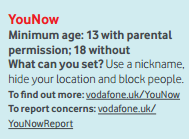 YouNow
Minimum age: 13 with parental
permission; 18 without
What can you set? Use a nickname,
hide your location and block people.
To find out more: vodafone.uk/YouNow
To report concerns: vodafone.uk/
YouNowReport